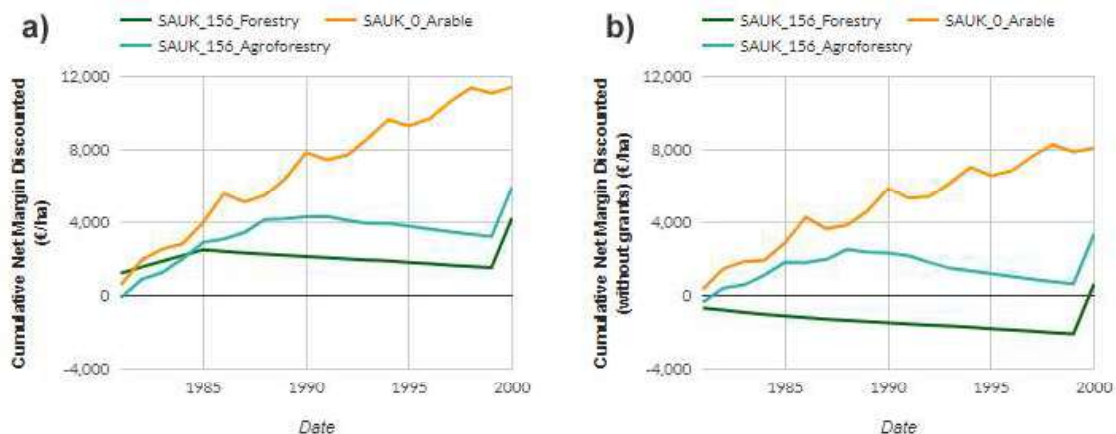 a)
SAUK_156_Forestry
SAUK_0_Arable
SAUK_156_Agroforestry
Cumulative Net Margin Discounted
(€/ha)
12,000
8,000
4,000
0
-4,000
1985
1990
1995
2000
Date
b)
SAUK_156_Forestry
SAUK_0_Arable
SAUK_156_Agroforestry
Cumulative Net Margin Discounted
(without grants) (€/ha)
12,000
8,000
4,000
0
-4,000
1985
1990
1995
2000
Date